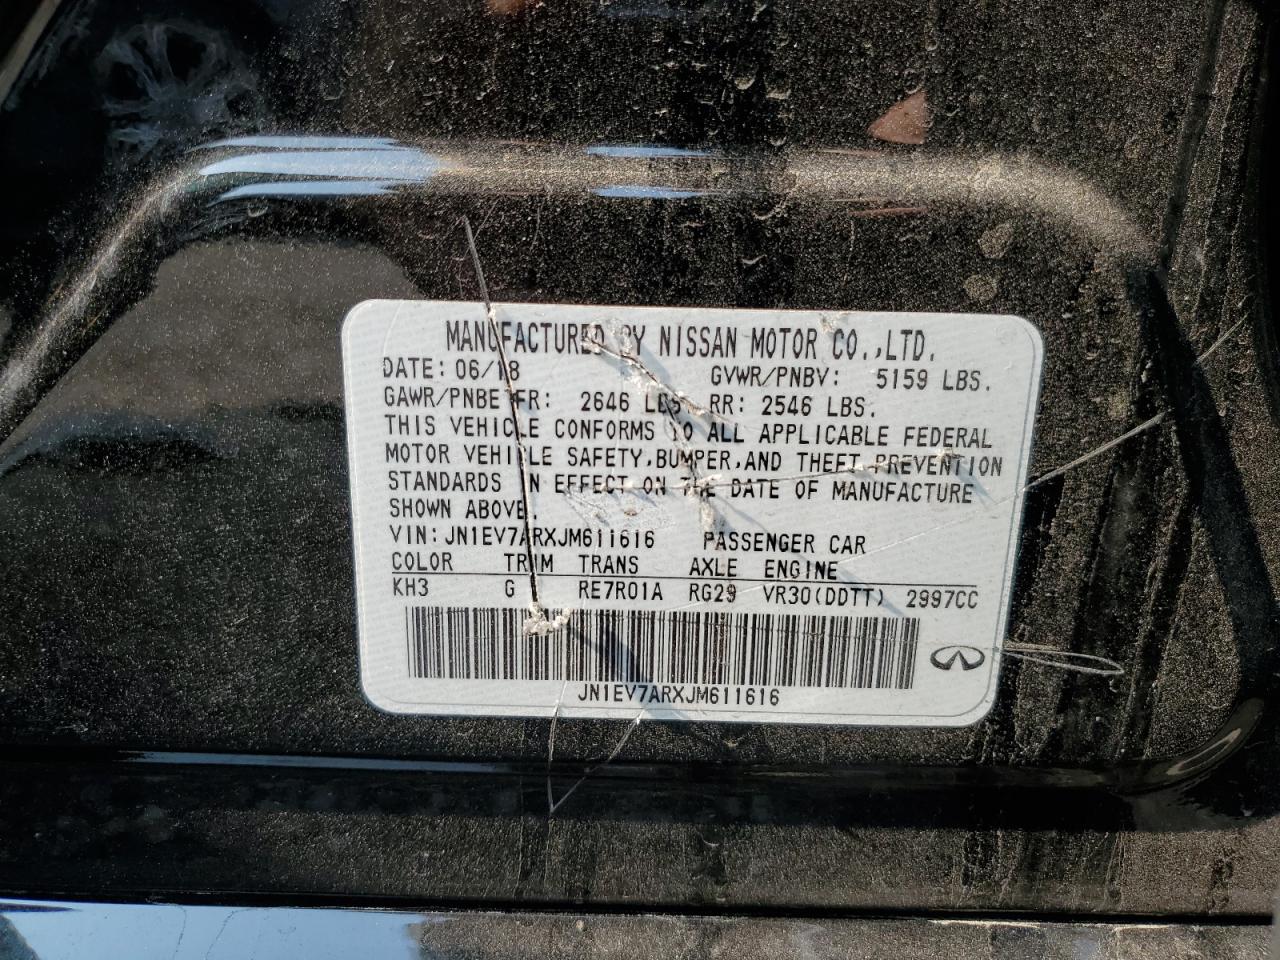 MANUFACTURED BY NISSAN MOTOR CO.,LTD.
DATE: 06/18 GVWR/PNBV: 5159 LBS.
GAWR/PNBE FR: 2646 LBS. RR: 2546 LBS.
THIS VEHICLE CONFORMS TO ALL APPLICABLE FEDERAL
MOTOR VEHICLE SAFETY,BUMPER,AND THEFT PREVENTION
STANDARDS IN EFFECT ON THE DATE OF MANUFACTURE
SHOWN ABOVE.
VIN: JN1EV7ARXJM611616 PASSENGER CAR
COLOR TRIM TRANS AXLE ENGINE
KH3 G RE7R01A RG29 VR30(DDTT) 2997CC
JN1EV7ARXJM611616